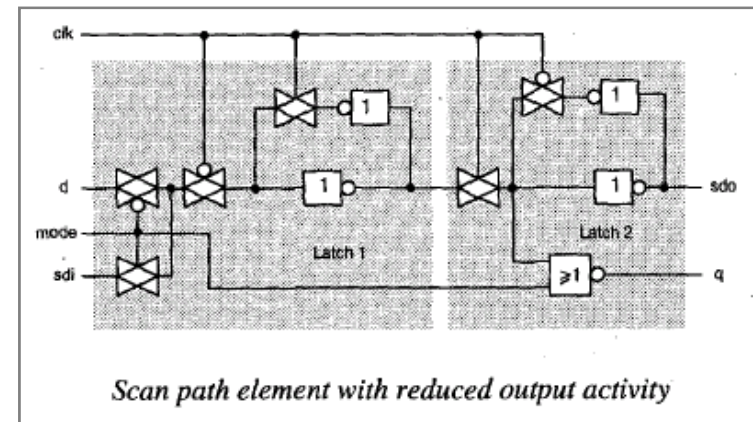 clk
1
1
d
1
1
sdo
mode
Latch 1
Latch 2
sdi
≥1
q
Scan path element with reduced output activity